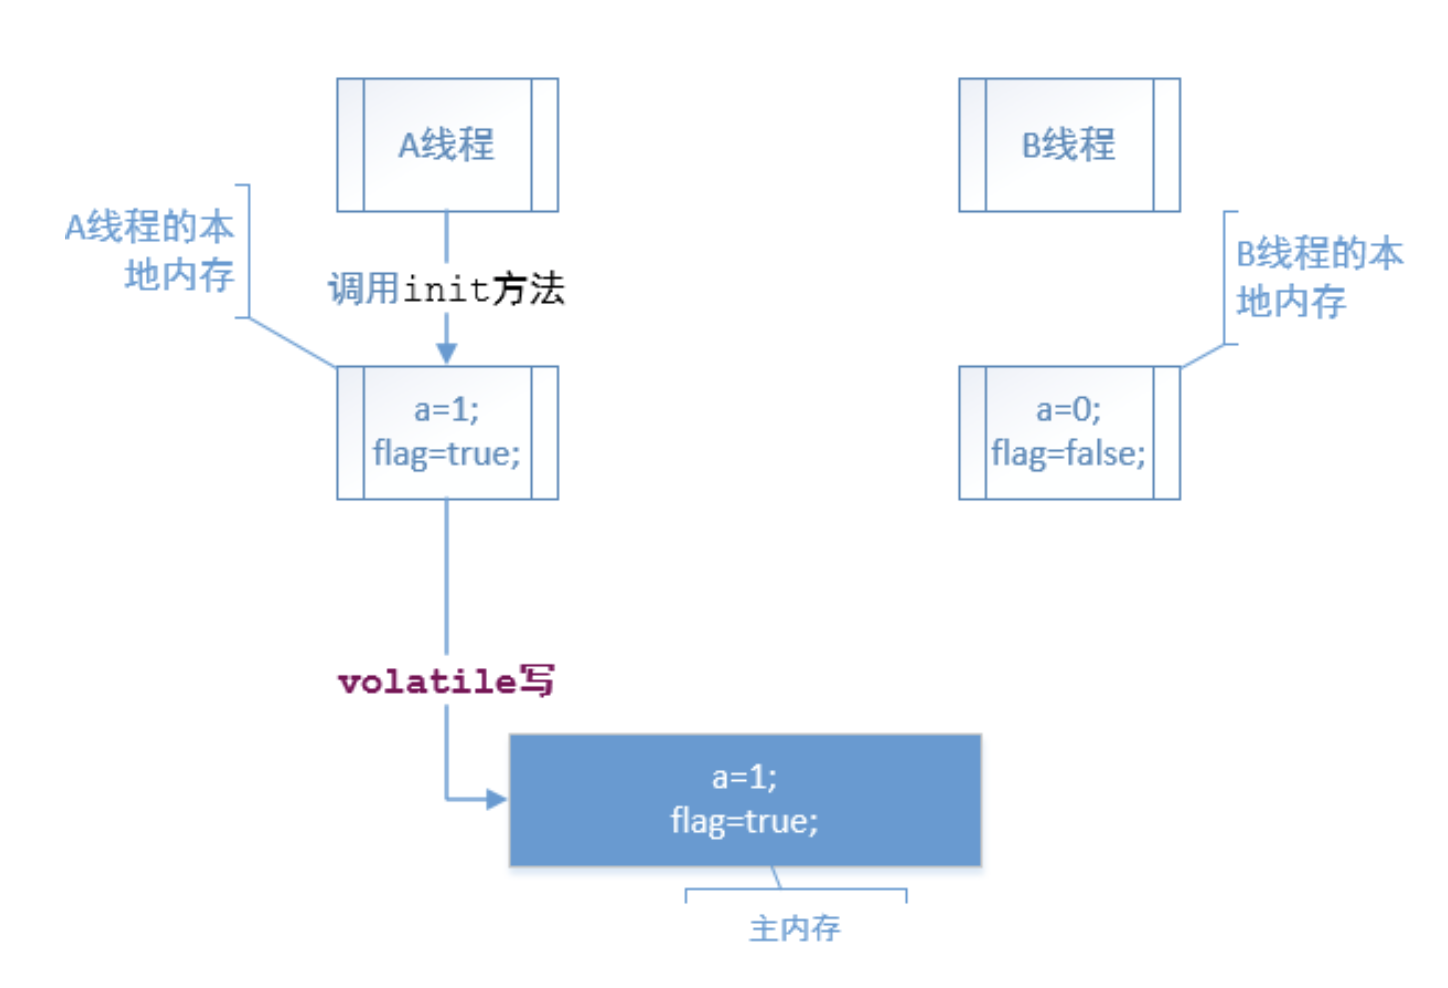 A线程
B线程
A线程的本
地内存
B线程的本
地内存
调用init方法
a=1;
flag=true;
a=0;
flag=false;
volatile写
a=1;
flag=true;
主内存